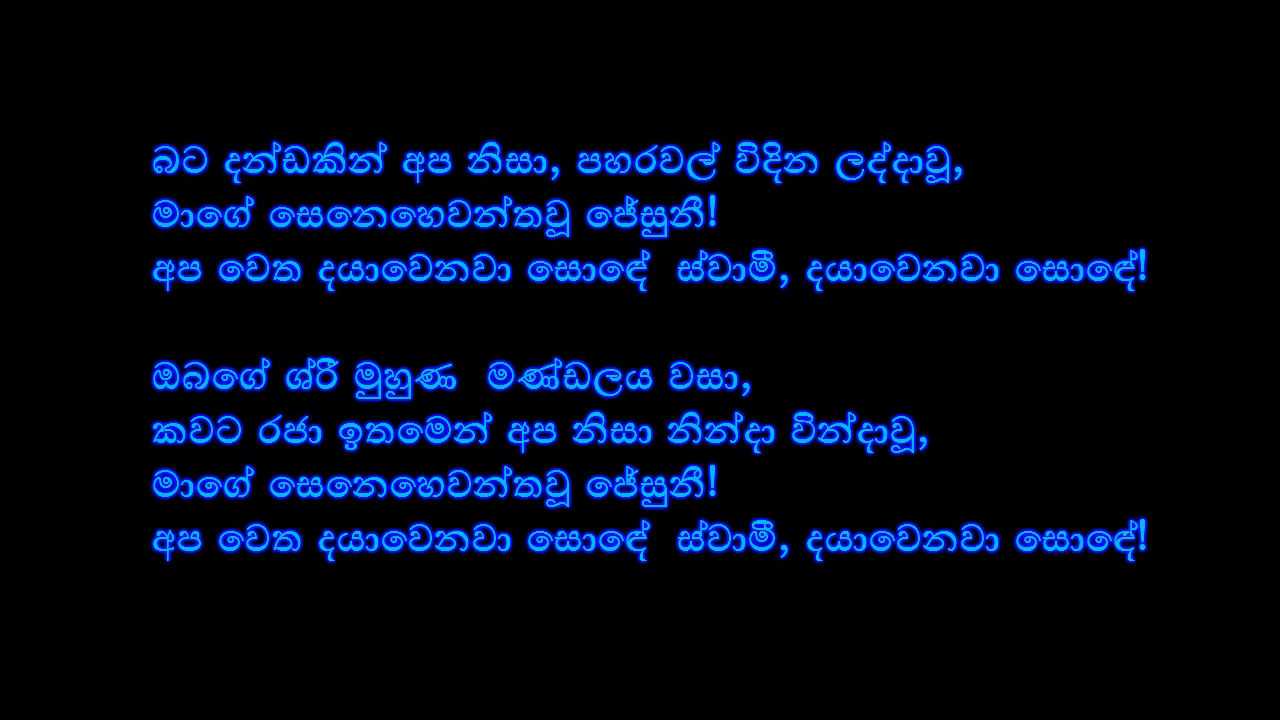 බට දන්ඩකින් අප නිසා, පහරවල් විදින ලද්දාවූ,
මාගේ සෙනෙහෙවන්තවූ ජේසුනී!
අප වෙත දයාවෙනවා සොඳේ  ස්වාමී, දයාවෙනවා සොඳේ!
ඔබගේ ශ්රී මුහුණ  මණ්ඩලය වසා,
කවට රජා ඉතමෙන් අප නිසා නින්දා වින්දාවූ,
මාගේ සෙනෙහෙවන්තවූ ජේසුනී!
අප වෙත දයාවෙනවා සොඳේ  ස්වාමී, දයාවෙනවා සොඳේ!